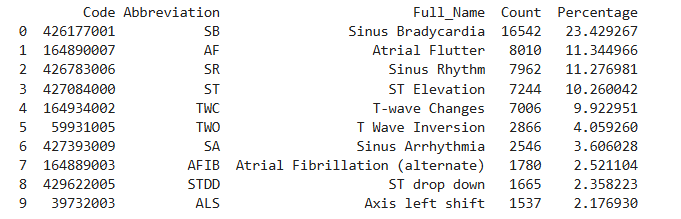 Code Abbreviation Full_Name Count Percentage
0 426177001 SB Sinus Bradycardia 16542 23.429267
1 164890007 AF Atrial Flutter 8010 11.344966
2 426783006 SR Sinus Rhythm 7962 11.276981
3 427084000 ST ST Elevation 7244 10.260042
4 164934002 TWC T-wave Changes 7006 9.922951
5 59931005 TWO T Wave Inversion 2866 4.059260
6 427393009 SA Sinus Arrhythmia 2546 3.606028
7 164889003 AFIB Atrial Fibrillation (alternate) 1780 2.521104
8 429622005 STDD ST drop down 1665 2.358223
9 39732003 ALS Axis left shift 1537 2.176930